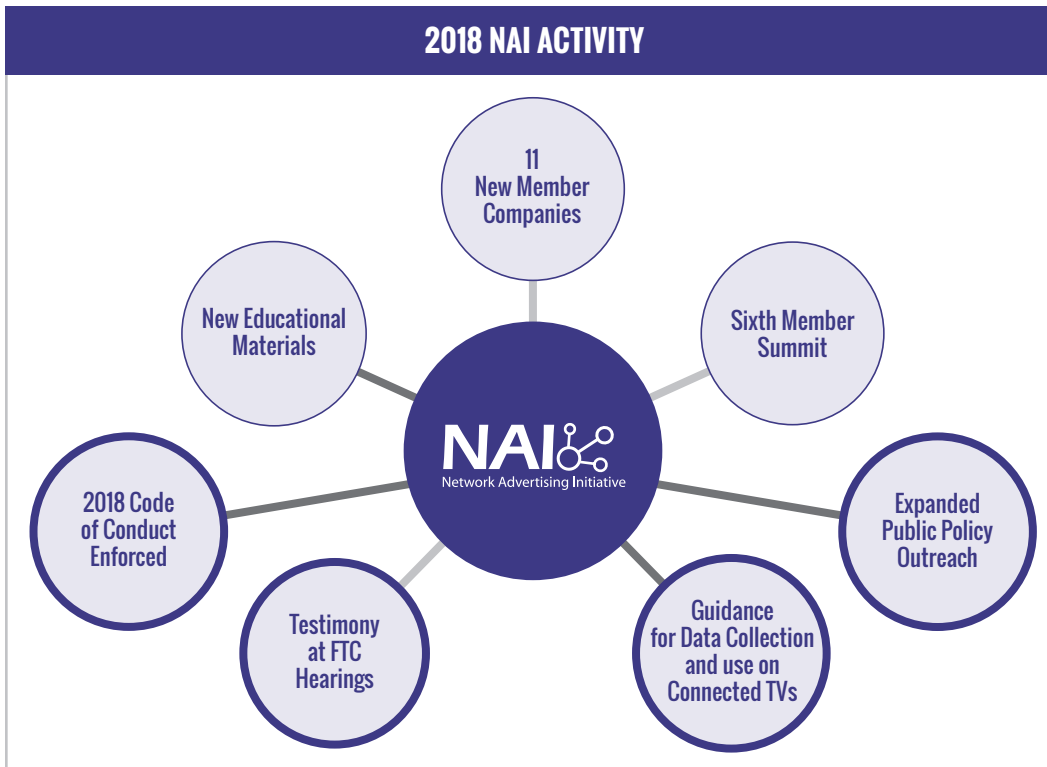 2018 NAI ACTIVITY
11
New Member
Companies
New Educational
Materials
Sixth Member
Summit
NAI
Network Advertising Initiative
2018 Code
of Conduct
Enforced
Expanded
Public Policy
Outreach
Testimony
at FTC
Hearings
Guidance
for Data Collection
and use on
Connected TVs